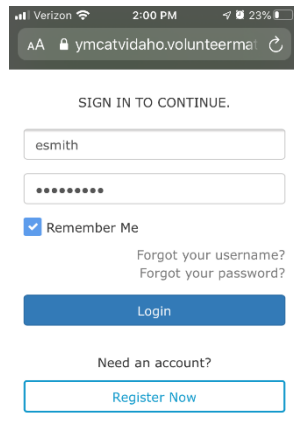 Verizon 2:00 PM 23%
AA ymcatvidaho.volunteermat
SIGN IN TO CONTINUE.
esmith
Remember Me
Forgot your username?
Forgot your password?
Login
Need an account?
Register Now